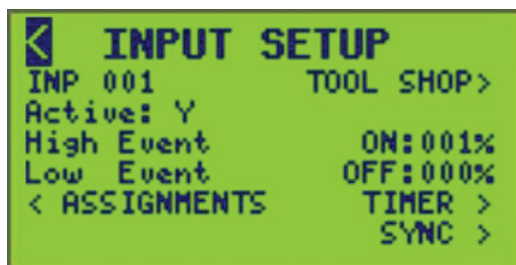 < INPUT SETUP
INP 001 TOOL SHOP>
Active: Y
High Event ON:001%
Low Event OFF:000%
< ASSIGNMENTS TIMER >
SYNC >